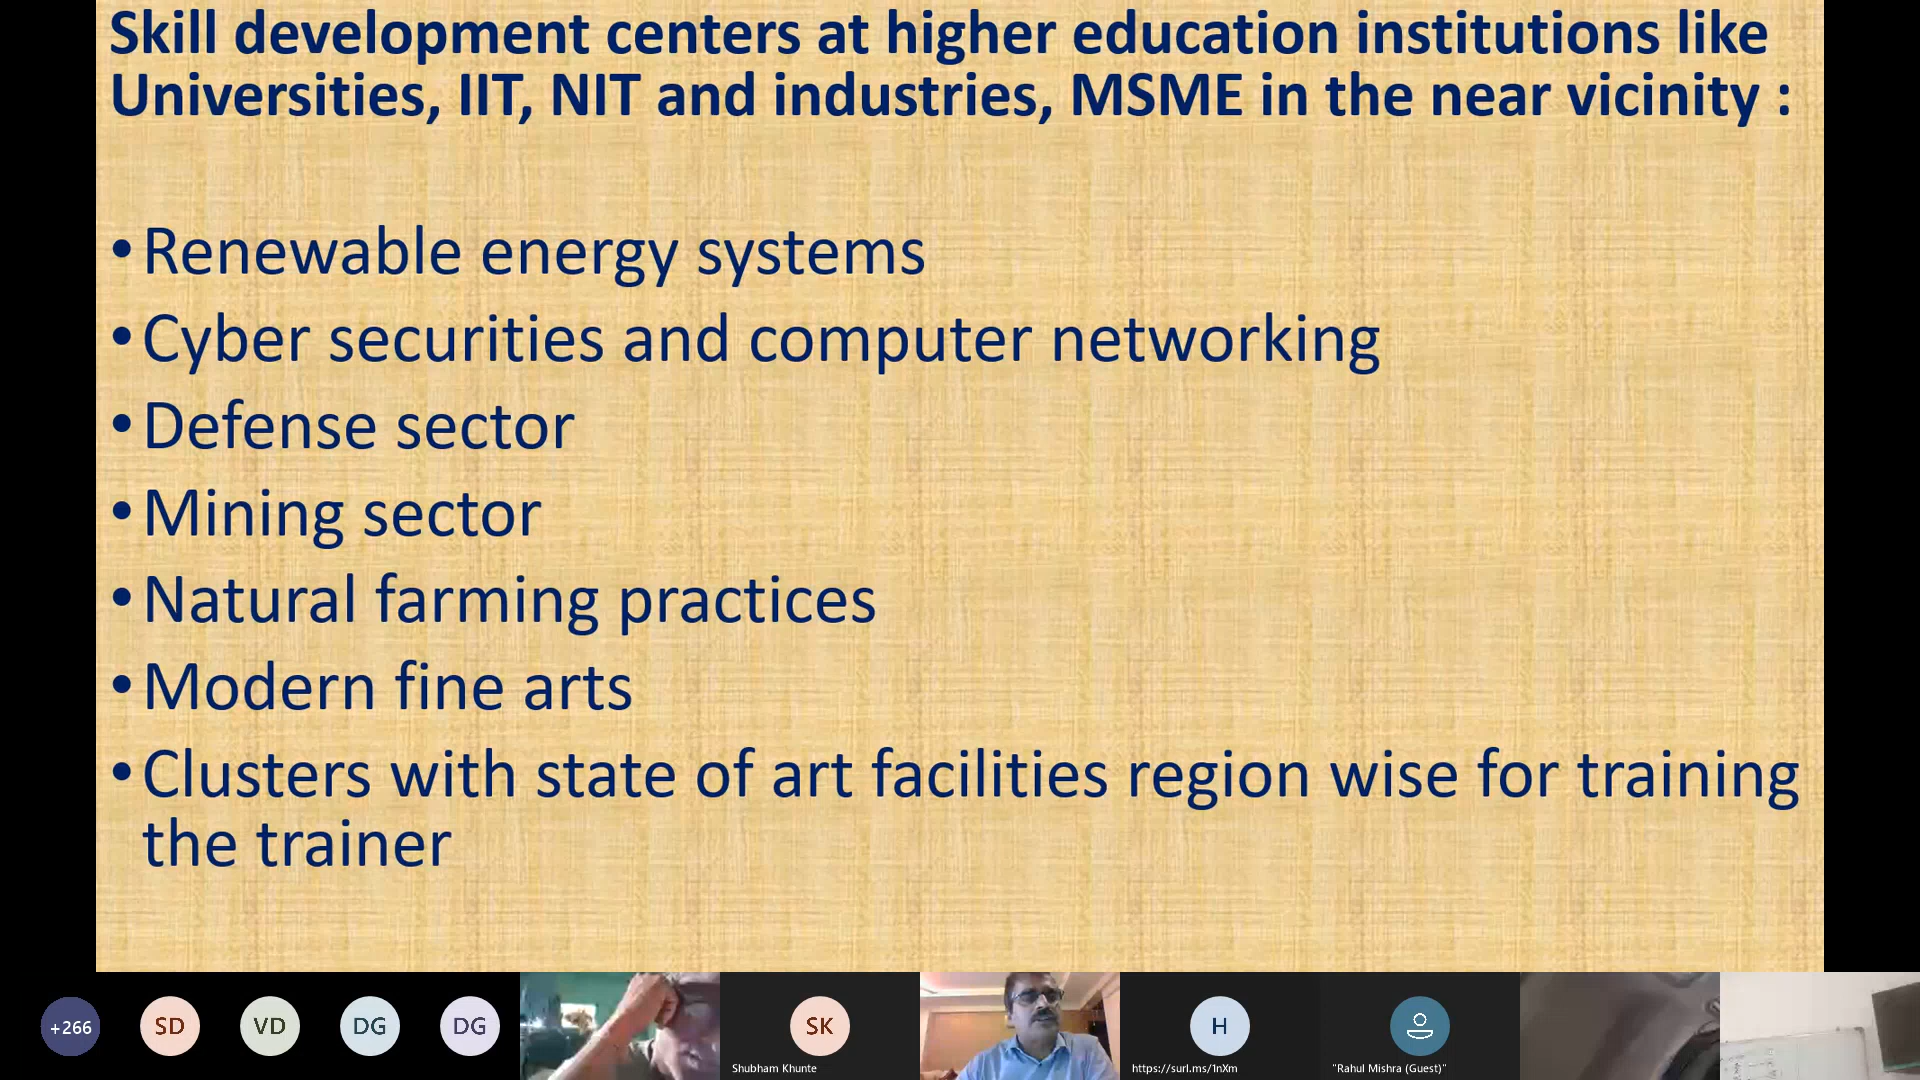 Skill development centers at higher education institutions like
Universities, IIT, NIT and industries, MSME in the near vicinity :
•Renewable energy systems
•Cyber securities and computer networking
•Defense sector
•Mining sector
•Natural farming practices
•Modern fine arts
•Clusters with state of art facilities region wise for training
the trainer
+266
SD
VD
DG
DG
SK
H
Shubham Khunte
https://surl.ms/1nXm
"Rahul Mishra (Guest)"